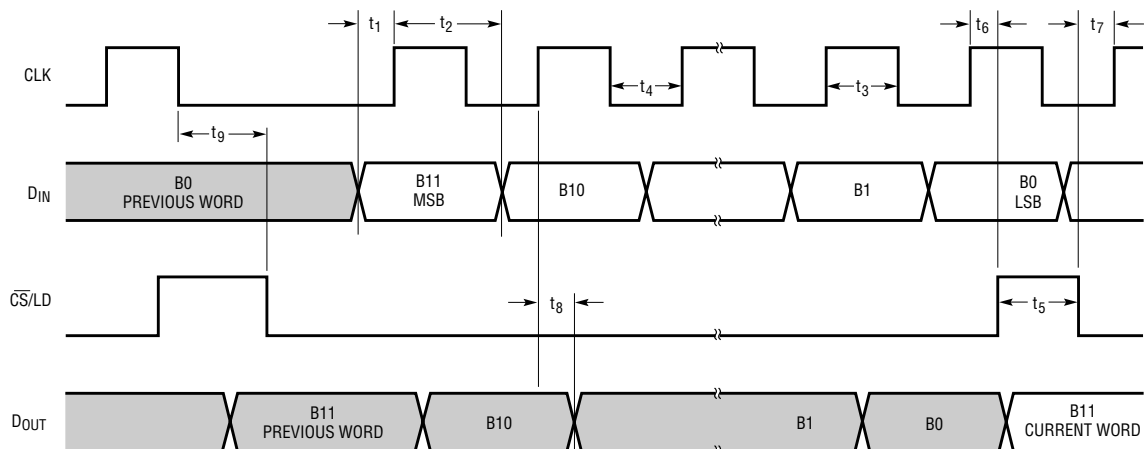 t1 t2 t6 t7
CLK
t4 t3
t9
DIN
B0
PREVIOUS WORD
B11
MSB
B10
B1
B0
LSB
C̅S̅/LD
t8
t5
DOUT
B11
PREVIOUS WORD
B10
B1
B0
B11
CURRENT WORD